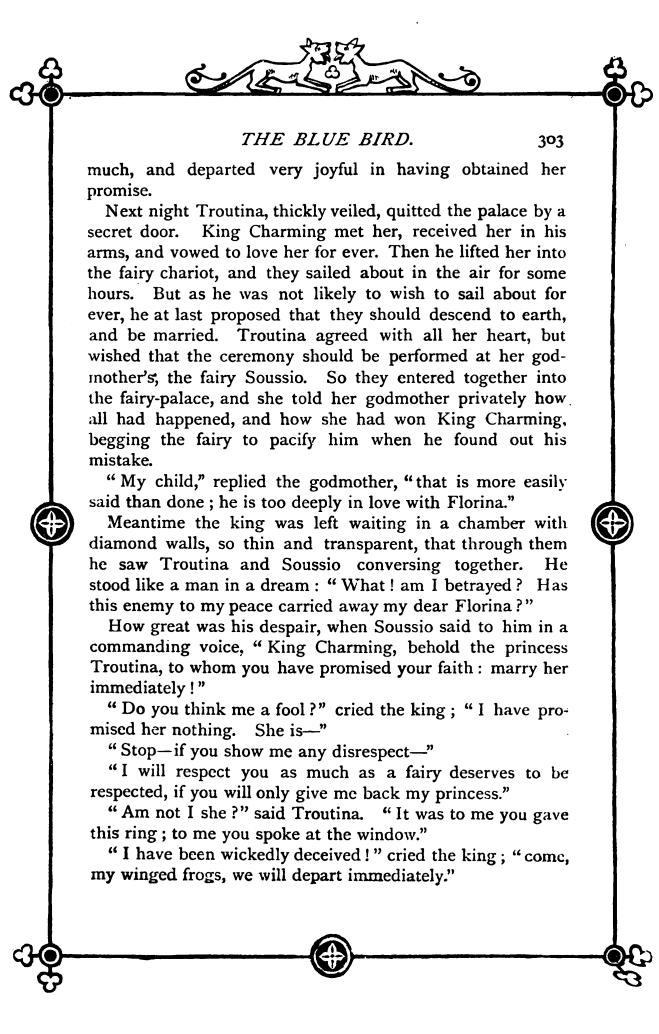 THE BLUE BIRD. 303
much, and departed very joyful in having obtained her
promise.
Next night Troutina, thickly veiled, quitted the palace by a
secret door. King Charming met her, received her in his
arms, and vowed to love her for ever. Then he lifted her into
the fairy chariot, and they sailed about in the air for some
hours. But as he was not likely to wish to sail about for
ever, he at last proposed that they should descend to earth,
and be married. Troutina agreed with all her heart, but
wished that the ceremony should be performed at her god-
mother's, the fairy Soussio. So they entered together into
the fairy-palace, and she told her godmother privately how
all had happened, and how she had won King Charming,
begging the fairy to pacify him when he found out his
mistake.
"My child," replied the godmother, "that is more easily
said than done; he is too deeply in love with Florina."
Meantime the king was left waiting in a chamber with
diamond walls, so thin and transparent, that through them
he saw Troutina and Soussio conversing together. He
stood like a man in a dream: "What! am I betrayed? Has
this enemy to my peace carried away my dear Florina?"
How great was his despair, when Soussio said to him in a
commanding voice, "King Charming, behold the princess
Troutina, to whom you have promised your faith: marry her
immediately!"
"Do you think me a fool?" cried the king; "I have pro-
mised her nothing. She is—"
"Stop—if you show me any disrespect—"
"I will respect you as much as a fairy deserves to be
respected, if you will only give me back my princess."
"Am not I she?" said Troutina. "It was to me you gave
this ring; to me you spoke at the window."
"I have been wickedly deceived!" cried the king; "come,
my winged frogs, we will depart immediately."